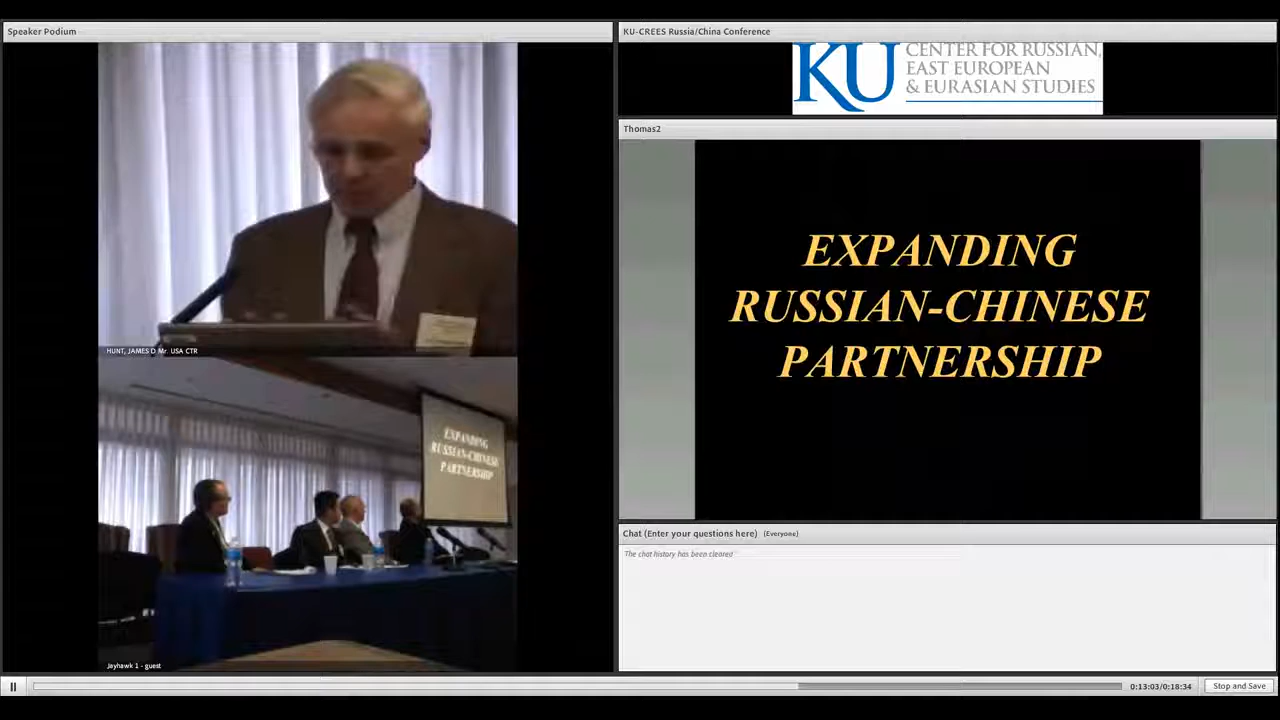 Speaker Podium
HUNT, JAMES D Mr. USA CTR
EXPANDING
RUSSIAN-CHINESE
PARTNERSHIP
Jayhawk 1 - guest
KU-CREES Russia/China Conference
KU CENTER FOR RUSSIAN,
EAST EUROPEAN
& EURASIAN STUDIES
Thomas2
EXPANDING
RUSSIAN-CHINESE
PARTNERSHIP
Chat (Enter your questions here) (Everyone)
The chat history has been cleared
0:13:03/0:18:34
Stop and Save